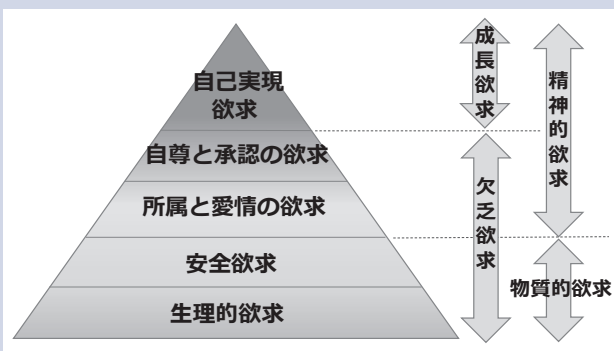 自己実現
欲求
自尊と承認の欲求
所属と愛情の欲求
安全欲求
生理的欲求
成長欲求
欠乏欲求
精神的欲求
物質的欲求